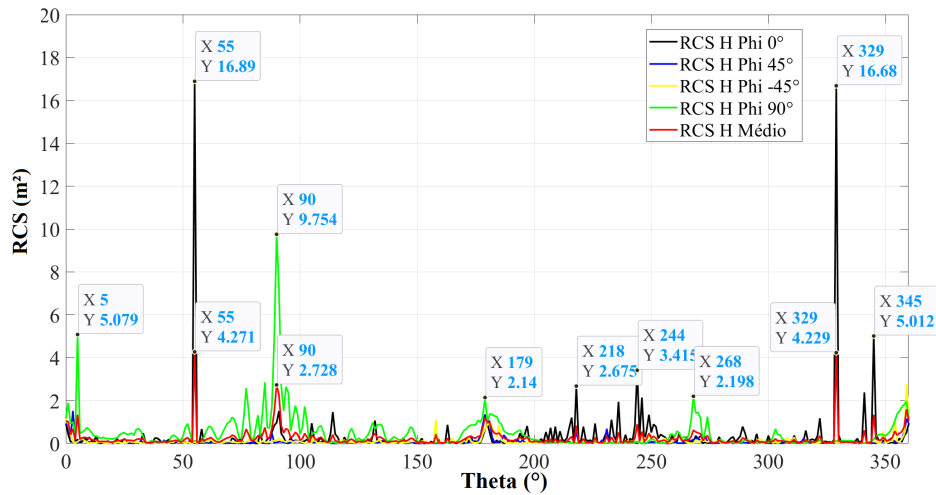 RCS (m²)
20
18
16
14
12
10
8
6
4
2
0
X 5
Y 5.079
X 55
Y 16.89
X 55
Y 4.271
X 90
Y 9.754
X 90
Y 2.728
X 179
Y 2.14
X 218
Y 2.675
X 244
Y 3.415
X 268
Y 2.198
X 329
Y 16.68
X 329
Y 4.229
X 345
Y 5.012
RCS H Phi 0°
RCS H Phi 45°
RCS H Phi -45°
RCS H Phi 90°
RCS H Médio
0
50
100
150
200
250
300
350
Theta (°)